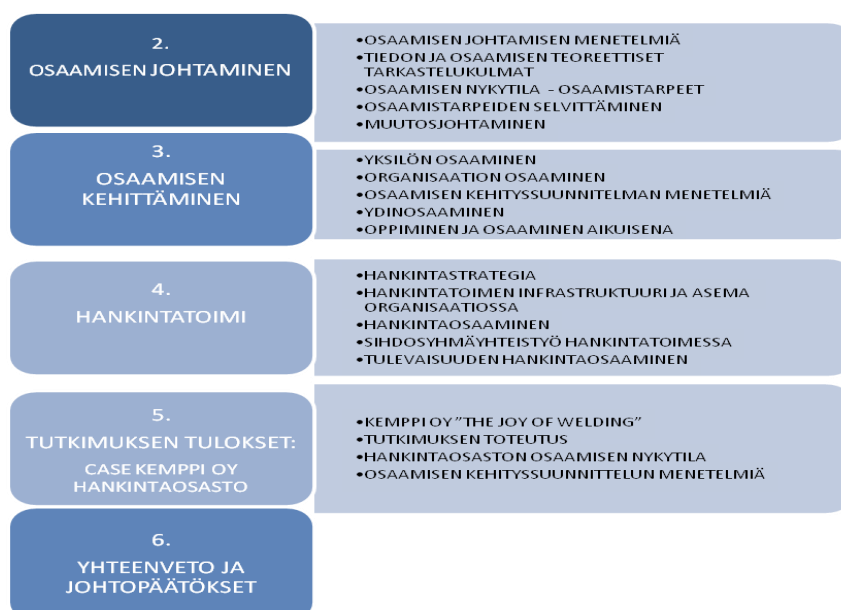 2.
OSAAMISEN JOHTAMINEN
•OSAAMISEN JOHTAMISEN MENETELMIÄ
•TIEDON JA OSAAMISEN TEOREETTISET
TARKASTELUKULMAT
•OSAAMISEN NYKYTILA - OSAAMISTARPEET
•OSAAMISTARPEIDEN SELVITTÄMINEN
•MUUTOSJOHTAMINEN
3.
OSAAMISEN
KEHITTÄMINEN
•YKSILÖN OSAAMINEN
•ORGANISAATION OSAAMINEN
•OSAAMISEN KEHITYSSUUNNITELMAN MENETELMIÄ
•YDINOSAAMINEN
•OPPIMINEN JA OSAAMINEN AIKUISENA
4.
HANKINTATOIMI
•HANKINTASTRATEGIA
•HANKINTATOIMEN INFRASTRUKTUURI JA ASEMA
ORGANISAATIOSSA
•HANKINTAOSAAMINEN
•SIHDOSYHMÄYHTEISTYÖ HANKINTATOIMESSA
•TULEVAISUUDEN HANKINTAOSAAMINEN
5.
TUTKIMUKSEN TULOKSET:
CASE KEMPPI OY
HANKINTAOSASTO
•KEMPPI OY ”THE JOY OF WELDING”
•TUTKIMUKSEN TOTEUTUS
•HANKINTAOSASTON OSAAMISEN NYKYTILA
•OSAAMISEN KEHITYSSUUNNITTELUN MENETELMIÄ
6.
YHTEENVETO JA
JOHTOPÄÄTÖKSET